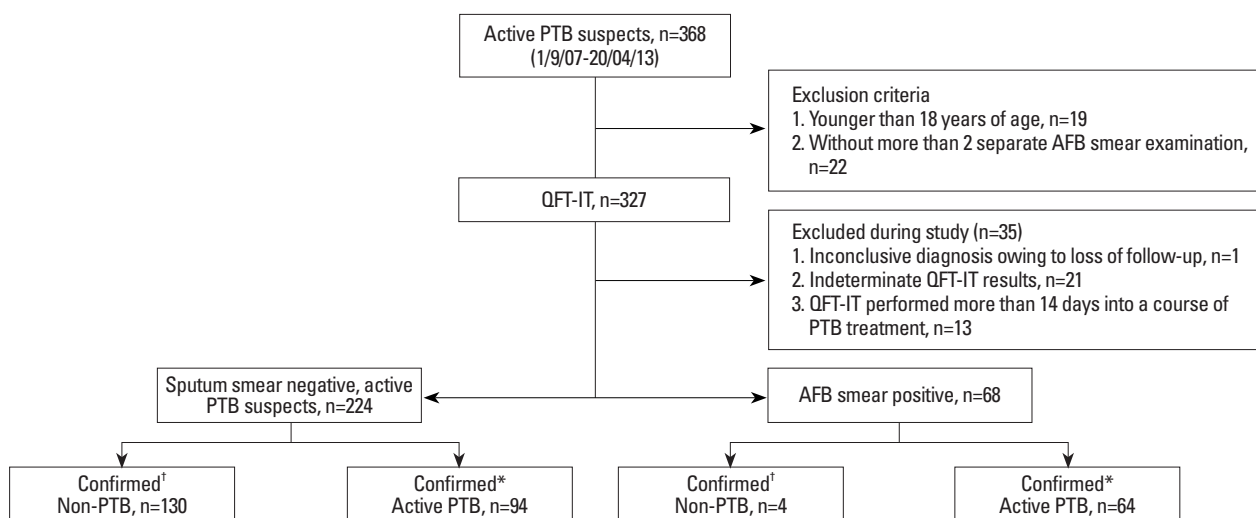 Active PTB suspects, n=368
(1/9/07-20/04/13)
Exclusion criteria
1. Younger than 18 years of age, n=19
2. Without more than 2 separate AFB smear examination,
n=22
QFT-IT, n=327
Excluded during study (n=35)
1. Inconclusive diagnosis owing to loss of follow-up, n=1
2. Indeterminate QFT-IT results, n=21
3. QFT-IT performed more than 14 days into a course of
PTB treatment, n=13
Sputum smear negative, active
PTB suspects, n=224
AFB smear positive, n=68
Confirmed†
Non-PTB, n=130
Confirmed*
Active PTB, n=94
Confirmed†
Non-PTB, n=4
Confirmed*
Active PTB, n=64